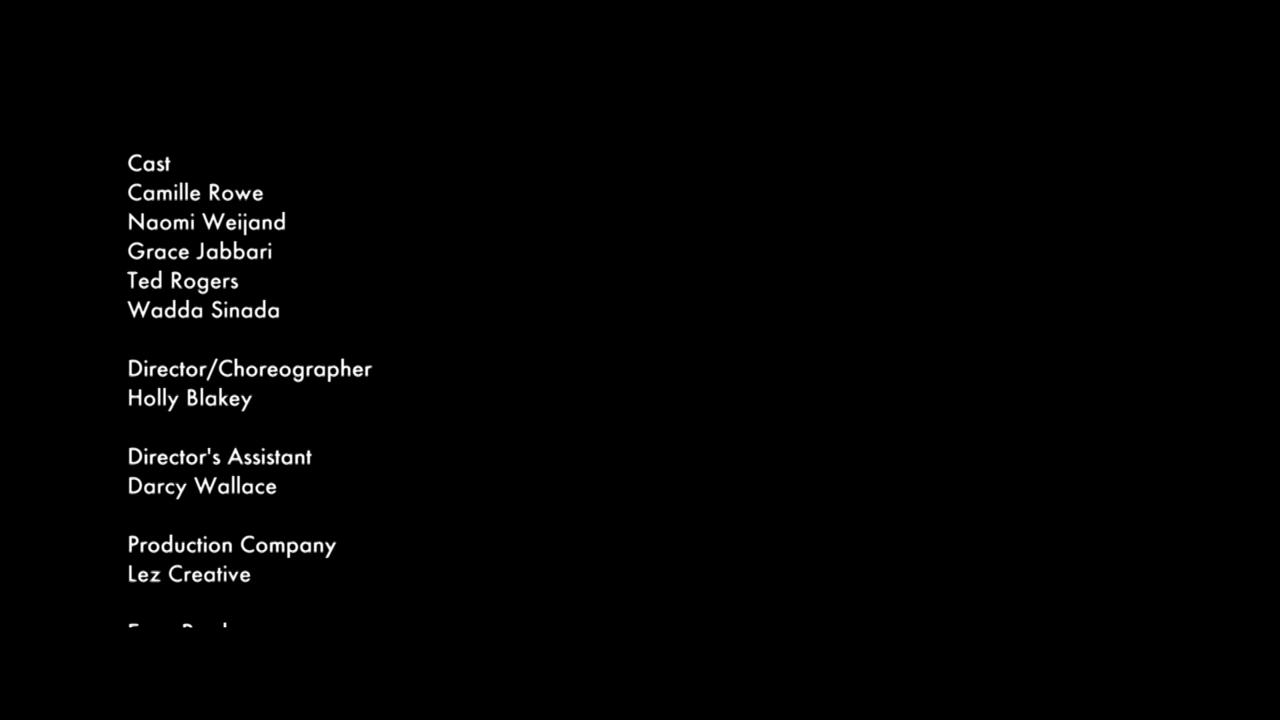 Cast
Camille Rowe
Naomi Weijand
Grace Jabbari
Ted Rogers
Wadda Sinada
Director/Choreographer
Holly Blakey
Director's Assistant
Darcy Wallace
Production Company
Lez Creative